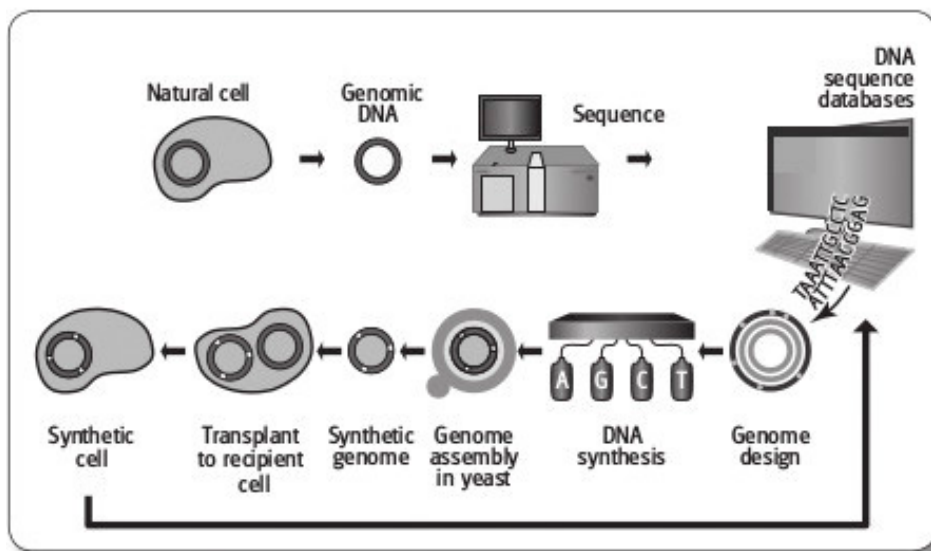 Natural cell
Genomic
DNA
Sequence
DNA
sequence
databases
TAAATTGCCTC
ATTTAACGGAG
A G C T
Synthetic
cell
Transplant
to recipient
cell
Synthetic
genome
Genome
assembly
in yeast
DNA
synthesis
Genome
design